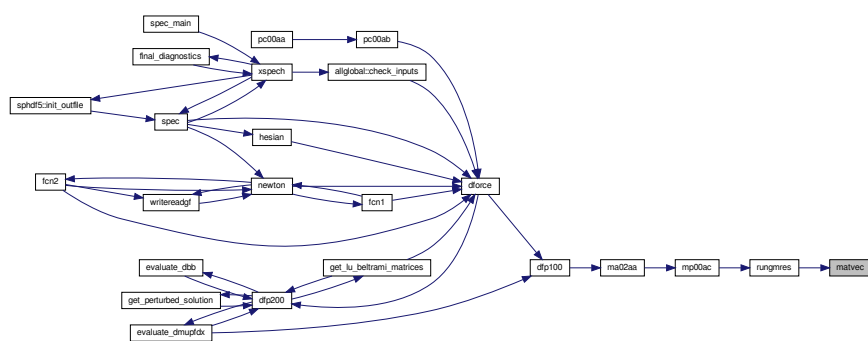 spec_main
pc00aa
pc00ab
final_diagnostics
xspech
allglobal::check_inputs
sphdf5::init_outfile
spec
hesian
fcn2
newton
dforce
writereadgf
fcn1
evaluate_dbb
get_lu_beltrami_matrices
dfp100
ma02aa
mp00ac
rungmres
matvec
get_perturbed_solution
dfp200
evaluate_dmupfdx